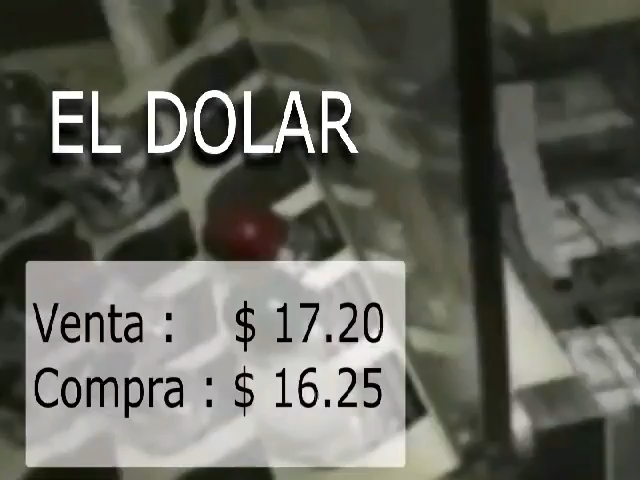 EL DOLAR
Venta : $ 17.20
Compra : $ 16.25